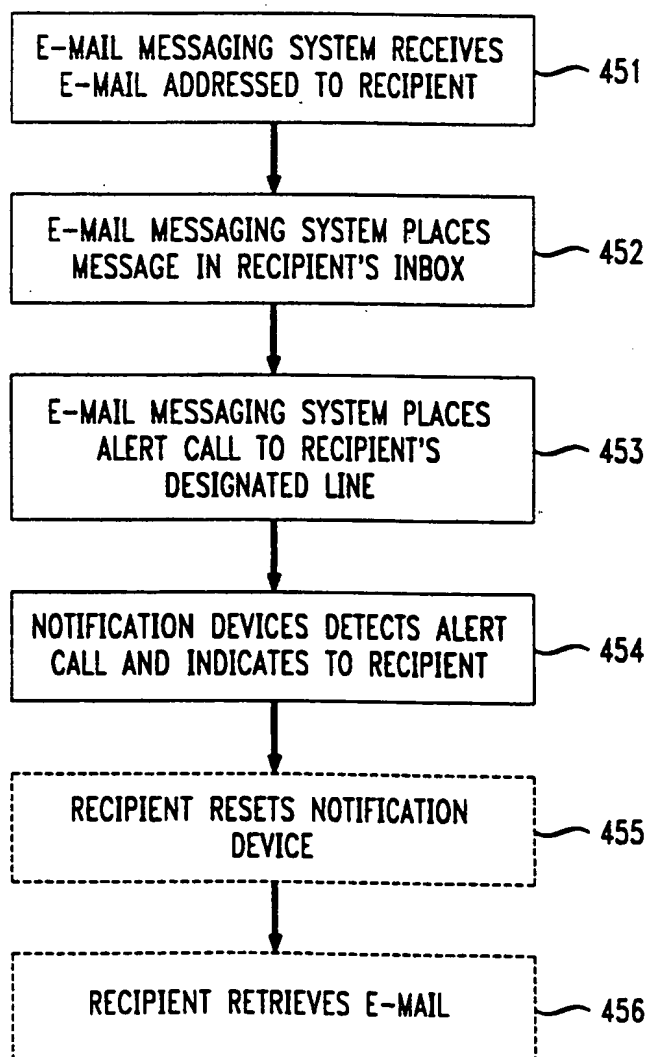 E-MAIL MESSAGING SYSTEM RECEIVES
E-MAIL ADDRESSED TO RECIPIENT
451
E-MAIL MESSAGING SYSTEM PLACES
MESSAGE IN RECIPIENT'S INBOX
452
E-MAIL MESSAGING SYSTEM PLACES
ALERT CALL TO RECIPIENT'S
DESIGNATED LINE
453
NOTIFICATION DEVICES DETECTS ALERT
CALL AND INDICATES TO RECIPIENT
454
RECIPIENT RESETS NOTIFICATION
DEVICE
455
RECIPIENT RETRIEVES E-MAIL
456